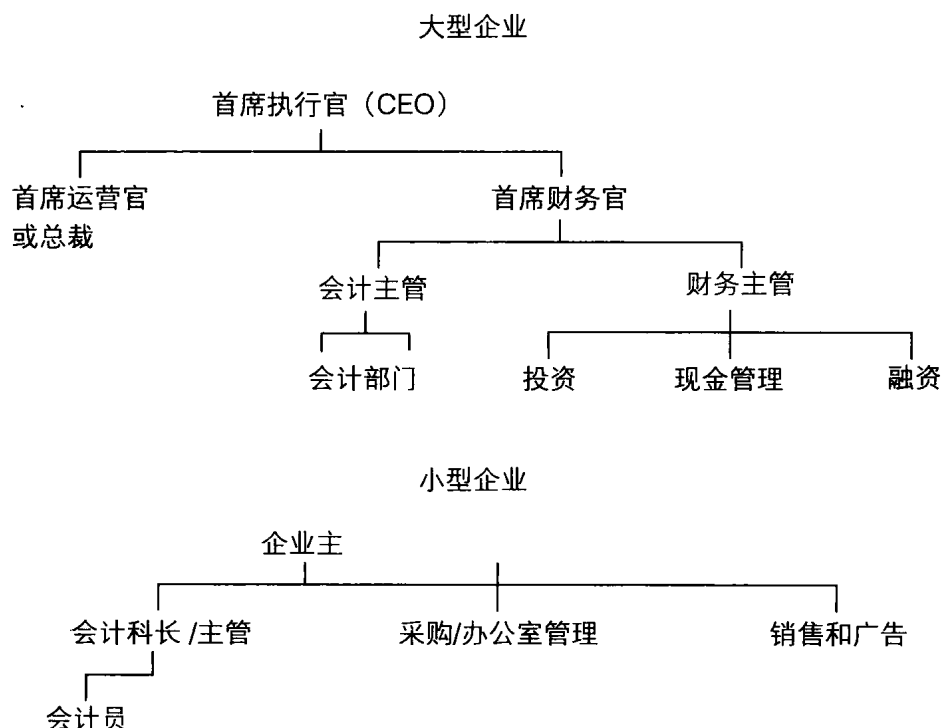 大型企业
首席执行官（CEO）
首席运营官
或总裁
首席财务官
会计主管
财务主管
会计部门
投资
现金管理
融资
小型企业
企业主
会计科长/主管
采购/办公室管理
销售和广告
会计员